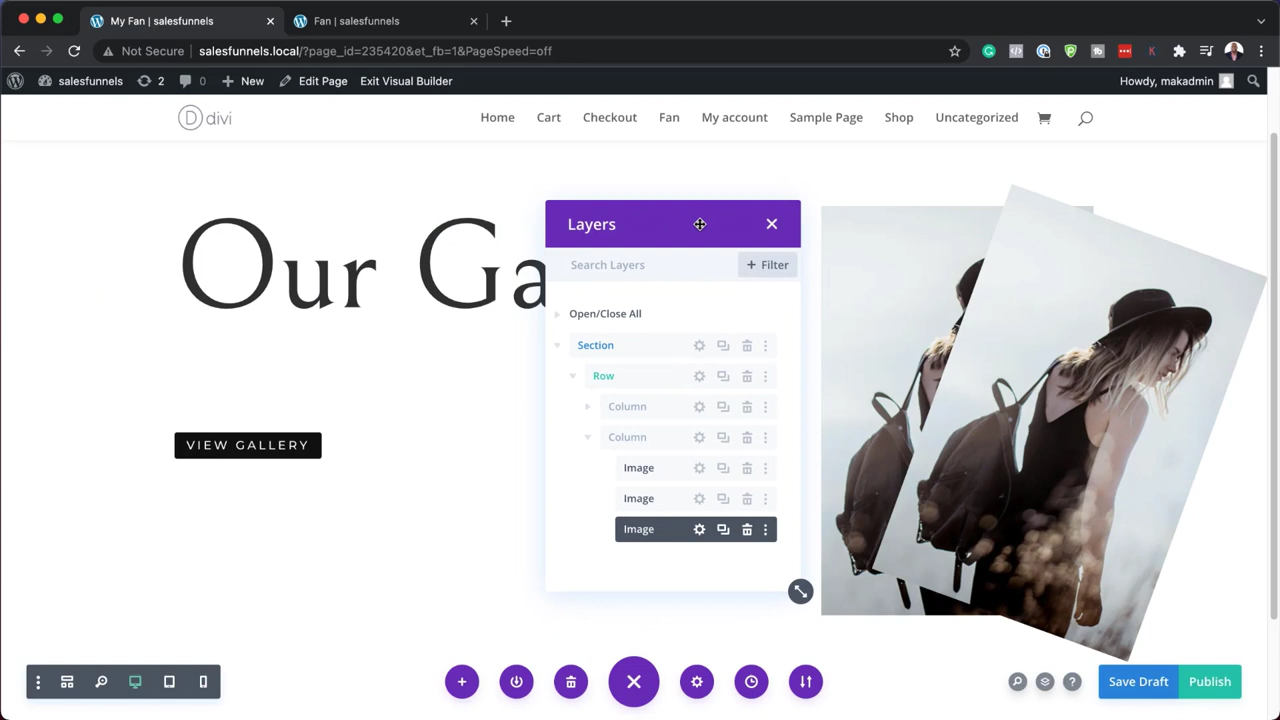 My Fan | salesfunnels
Fan | salesfunnels
Not Secure
salesfunnels.local/?page_id=235420&et_fb=1&PageSpeed=off
salesfunnels
2
0
New
Edit Page
Exit Visual Builder
Howdy, makadmin
D divi
Home
Cart
Checkout
Fan
My account
Sample Page
Shop
Uncategorized
Our Ga
VIEW GALLERY
Layers
Search Layers
+ Filter
Open/Close All
Section
Row
Column
Column
Image
Image
Image
Save Draft
Publish